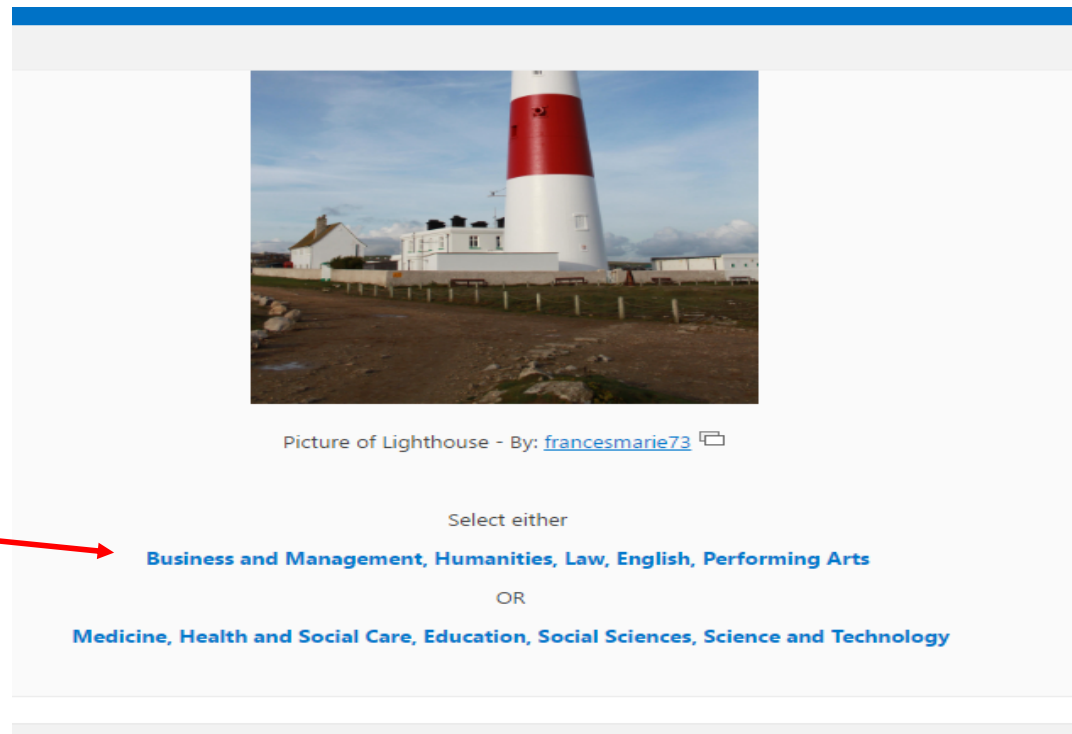 Picture of Lighthouse - By: francesmarie73
Select either
Business and Management, Humanities, Law, English, Performing Arts
OR
Medicine, Health and Social Care, Education, Social Sciences, Science and Technology